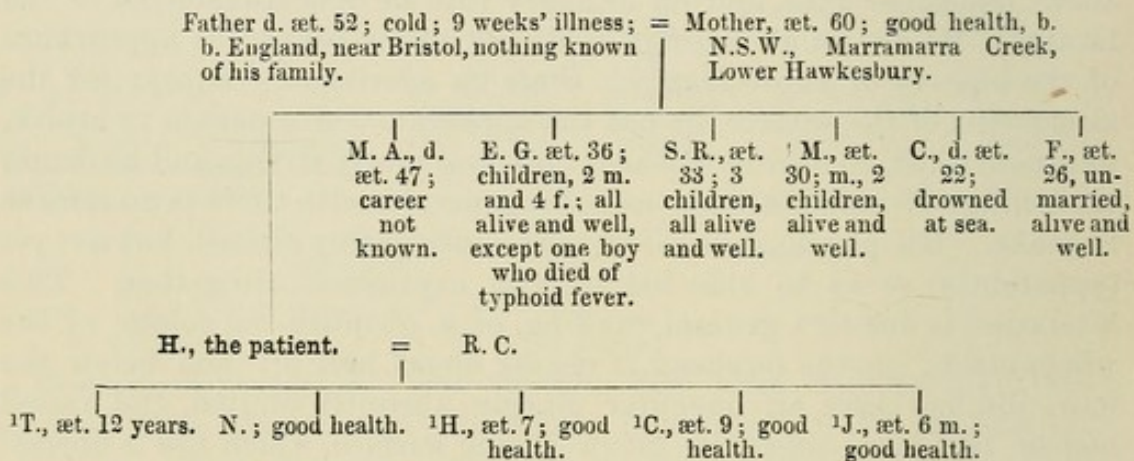 Father d. æt. 52; cold; 9 weeks' illness; = Mother, æt. 60; good health, b.
b. England, near Bristol, nothing known N.S.W., Marramarra Creek,
of his family. Lower Hawkesbury.
M. A., d. E. G. æt. 36; S. R., æt. M., æt. C., d. æt. F., æt.
æt. 47; children, 2 m. 33; 3 30; m., 2 22; 26, un-
career and 4 f.; all children, children, drowned married,
not alive and well, all alive alive and at sea. alive and
known. except one boy and well. well. well.
who died of
typhoid fever.
H., the patient. = R. C.
¹T., æt. 12 years. N.; good health. ¹H., æt. 7; good ¹C., æt. 9; good ¹J., æt. 6 m.;
health. health. good health.